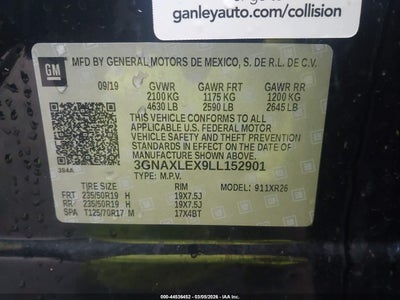 ganleyauto.com/collision
GM
MFD BY GENERAL MOTORS DE MEXICO, S. DE R.L. DE C.V.
09/19 GVWR GAWR FRT GAWR RR
2100 KG 1175 KG 1200 KG
4630 LB 2590 LB 2645 LB
THIS VEHICLE CONFORMS TO ALL
APPLICABLE U.S. FEDERAL MOTOR
VEHICLE SAFETY AND THEFT PREVENTION
STANDARDS IN EFFECT ON THE DATE OF
MANUFACTURE SHOWN ABOVE.
3GNAXLEX9LL152901
TYPE: M.P.V.
TIRE SIZE RIM MODEL: 911XR26
FRT 235/50R19 H 19X7.5J
RR 235/50R19 H 19X7.5J
SPA T125/70R17 M 17X4BT
000-44536452 - 03/05/2026 - IAA Inc.